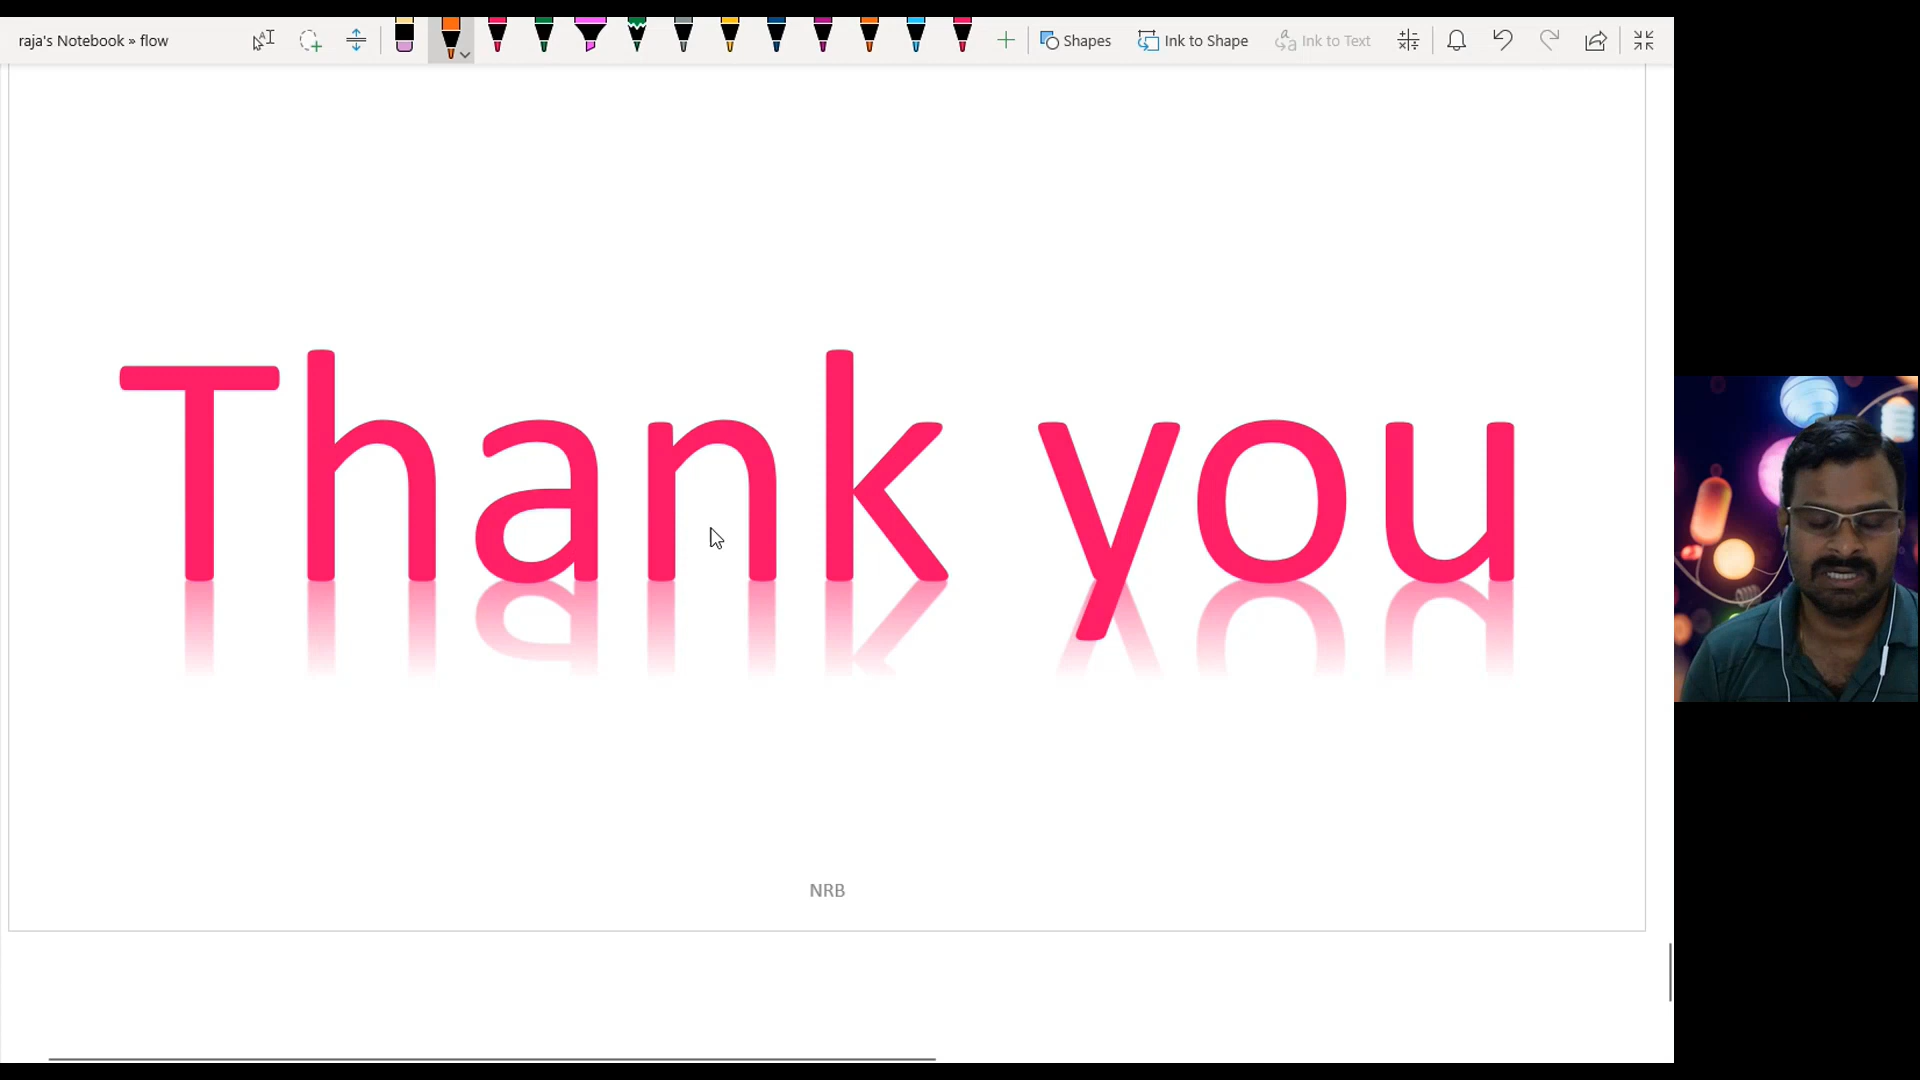 raja's Notebook » flow
Shapes
Ink to Shape
Ink to Text
Thank you
NRB